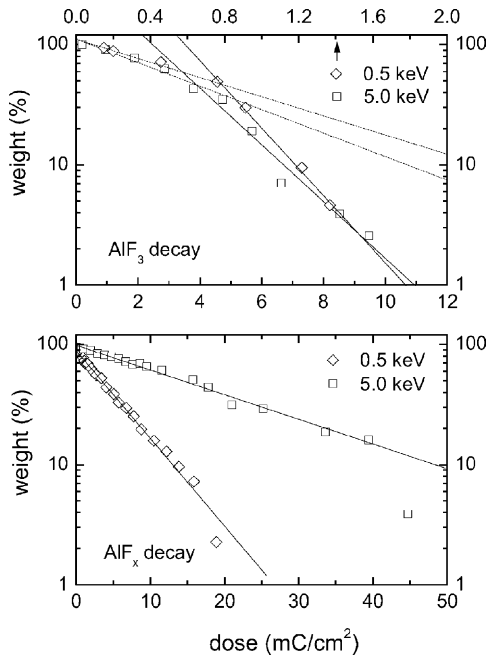 0.0 0.4 0.8 1.2 1.6 2.0
100 100
0.5 keV
5.0 keV
weight (%)
10 10
AlF3 decay
1 1
0 2 4 6 8 10 12
100 100
0.5 keV
5.0 keV
weight (%)
10 10
AlFx decay
1 1
0 10 20 30 40 50
dose (mC/cm²)